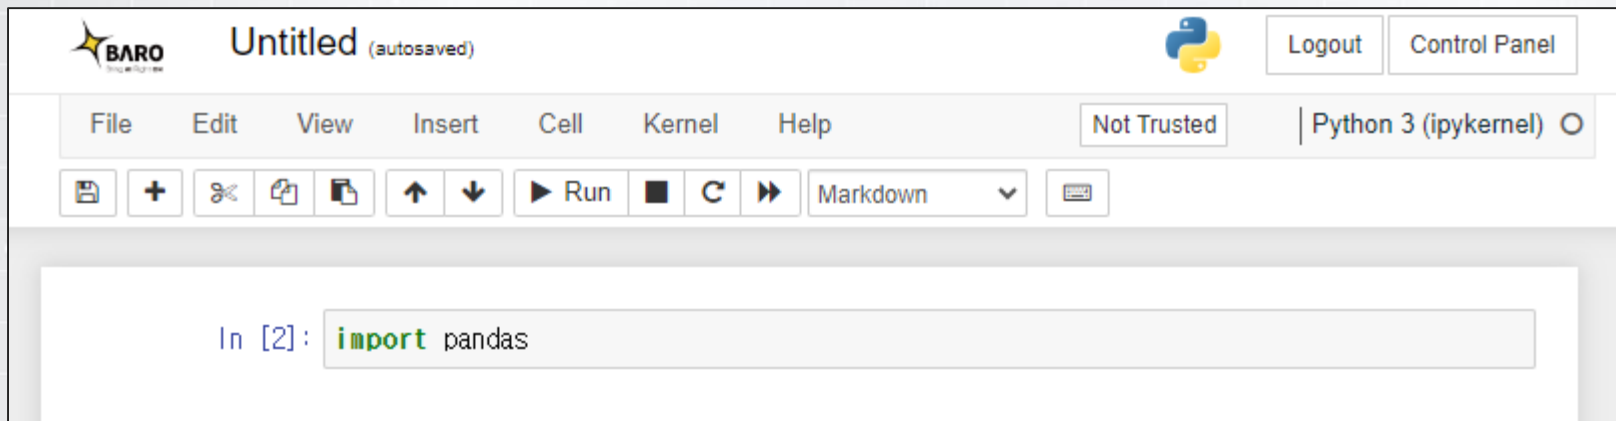 BARO
Untitled (autosaved)
Logout
Control Panel
File Edit View Insert Cell Kernel Help
Not Trusted
Python 3 (ipykernel)
Run
Markdown
In [2]: import pandas